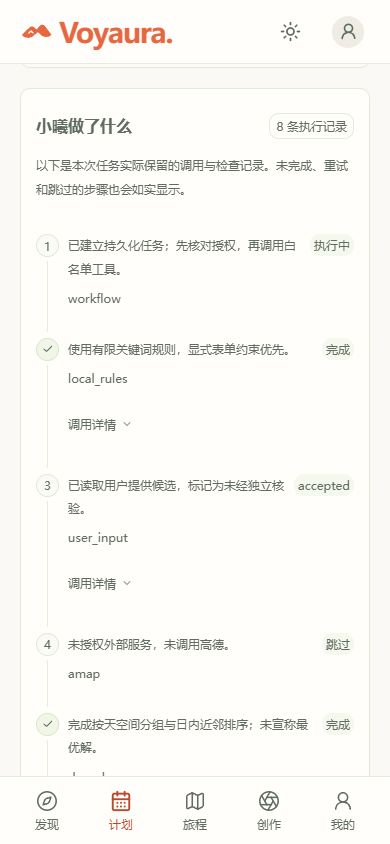 Voyaura.
小曦做了什么
8 条执行记录
以下是本次任务实际保留的调用与检查记录。未完成、重试
和跳过的步骤也会如实显示。
1
已建立持久化任务；先核对授权，再调用白
名单工具。
执行中
workflow
使用有限关键词规则，显式表单约束优先。
完成
local_rules
调用详情
3
已读取用户提供候选，标记为未经独立核
验。
accepted
user_input
调用详情
4
未授权外部服务，未调用高德。
跳过
amap
完成按天空间分组与日内近邻排序；未宣称最
优解。
完成
发现
计划
旅程
创作
我的